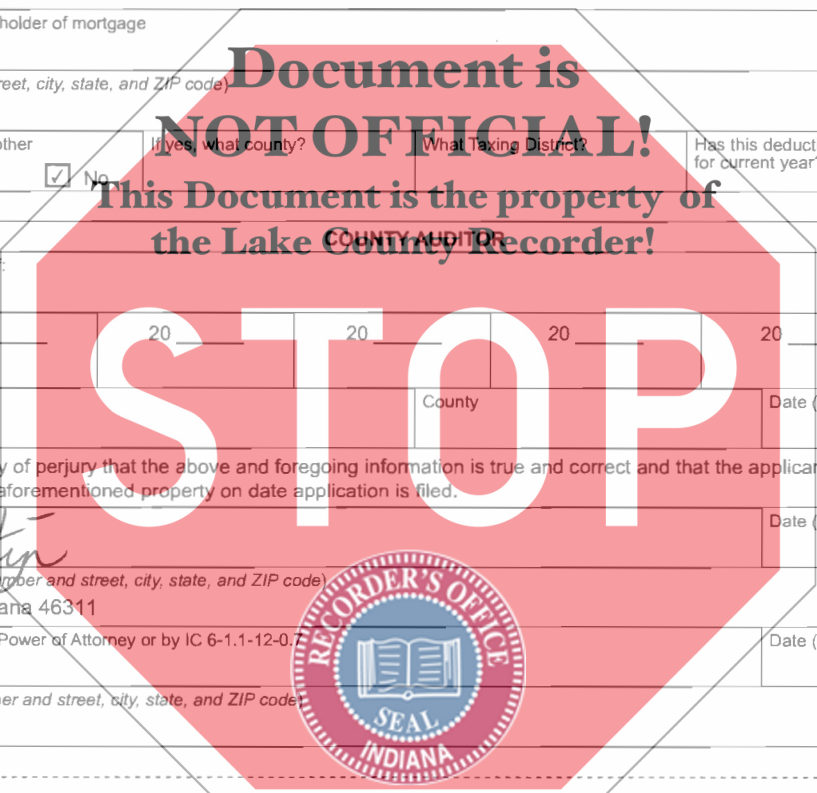 holder of mortgage
Document is
reet, city, state, and ZIP code)
NOT OFFICIAL!
other
If yes, what county?
What Taxing District?
Has this deduct
for current year?
✓ No
This Document is the property of
the Lake County Recorder!
COUNTY AUDITOR
f:
STOP
20 20 20 20
County
Date (
y of perjury that the above and foregoing information is true and correct and that the applican
aforementioned property on date application is filed.
Date (
mber and street, city, state, and ZIP code)
ana 46311
Power of Attorney or by IC 6-1.1-12-0.7
Date (
er and street, city, state, and ZIP code)
RECORDER'S OFFICE
SEAL
INDIANA